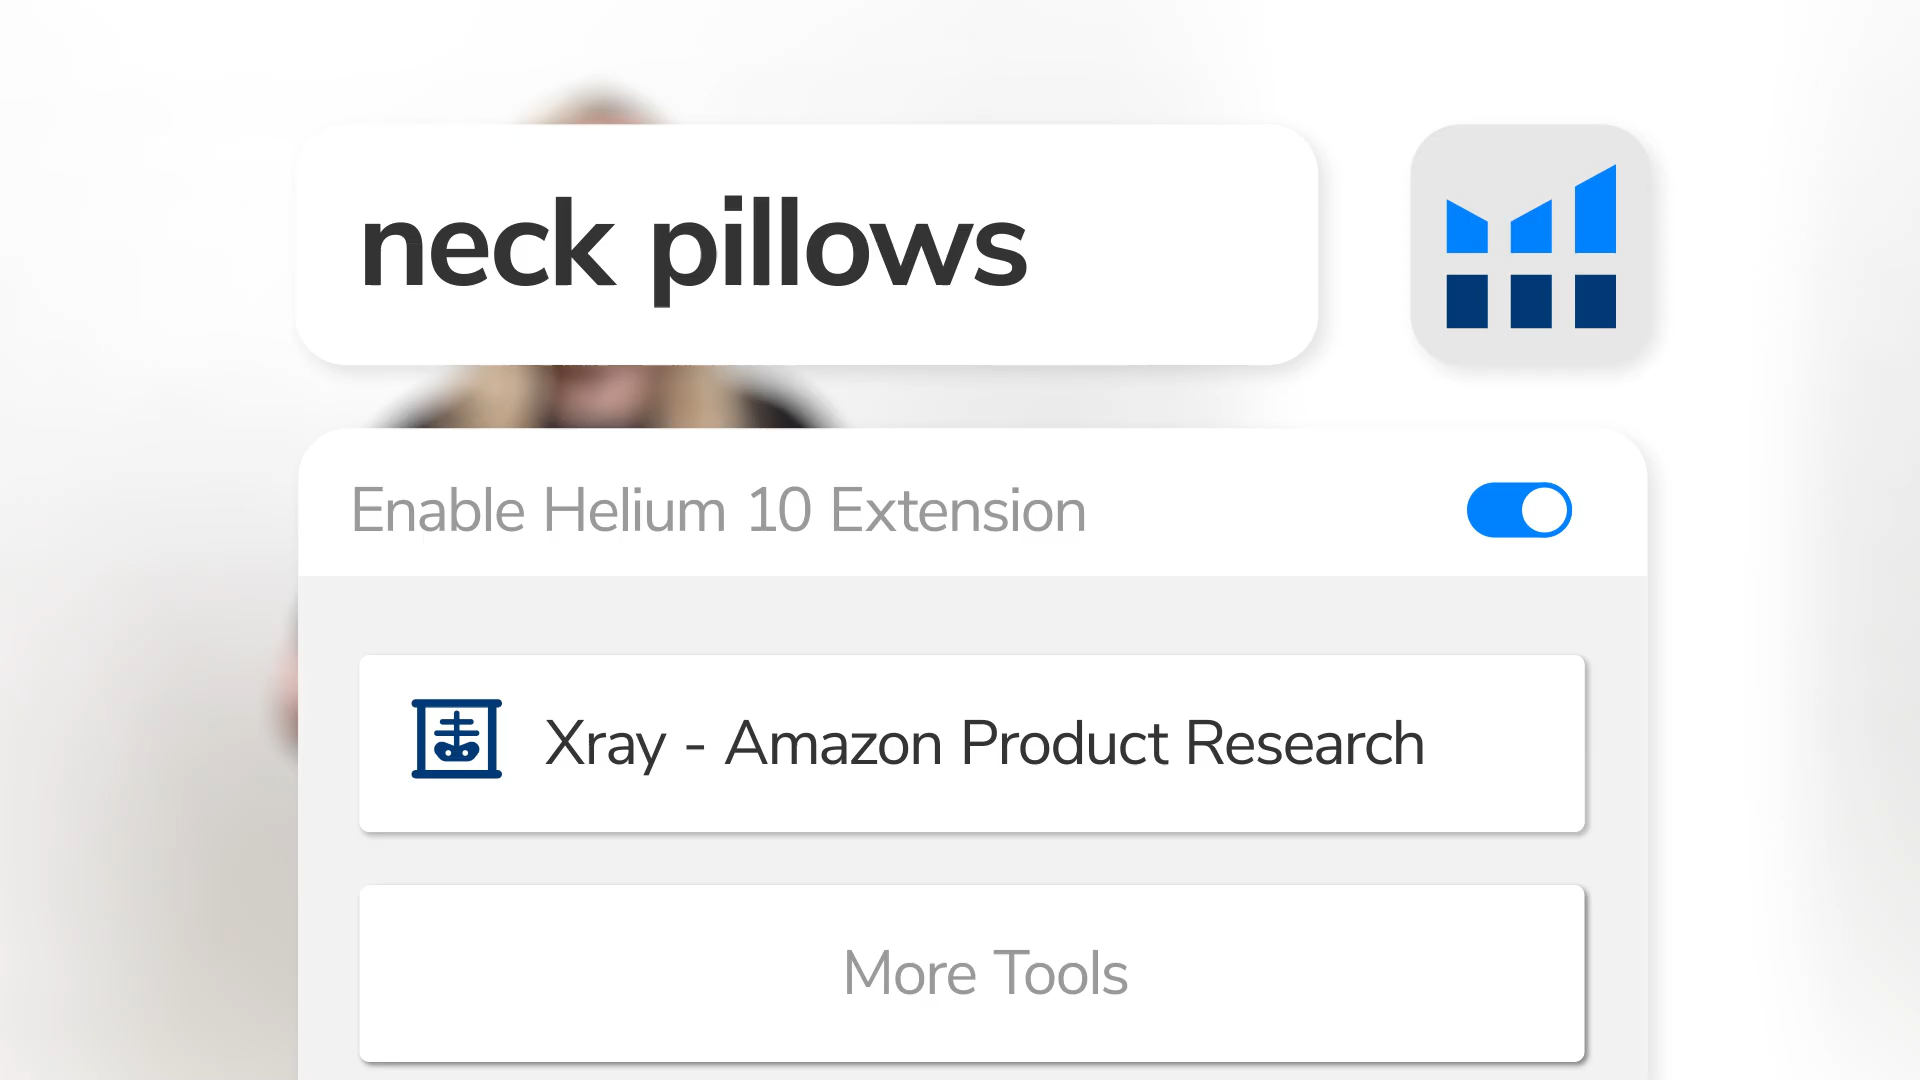 neck pillows
Enable Helium 10 Extension
Xray - Amazon Product Research
More Tools